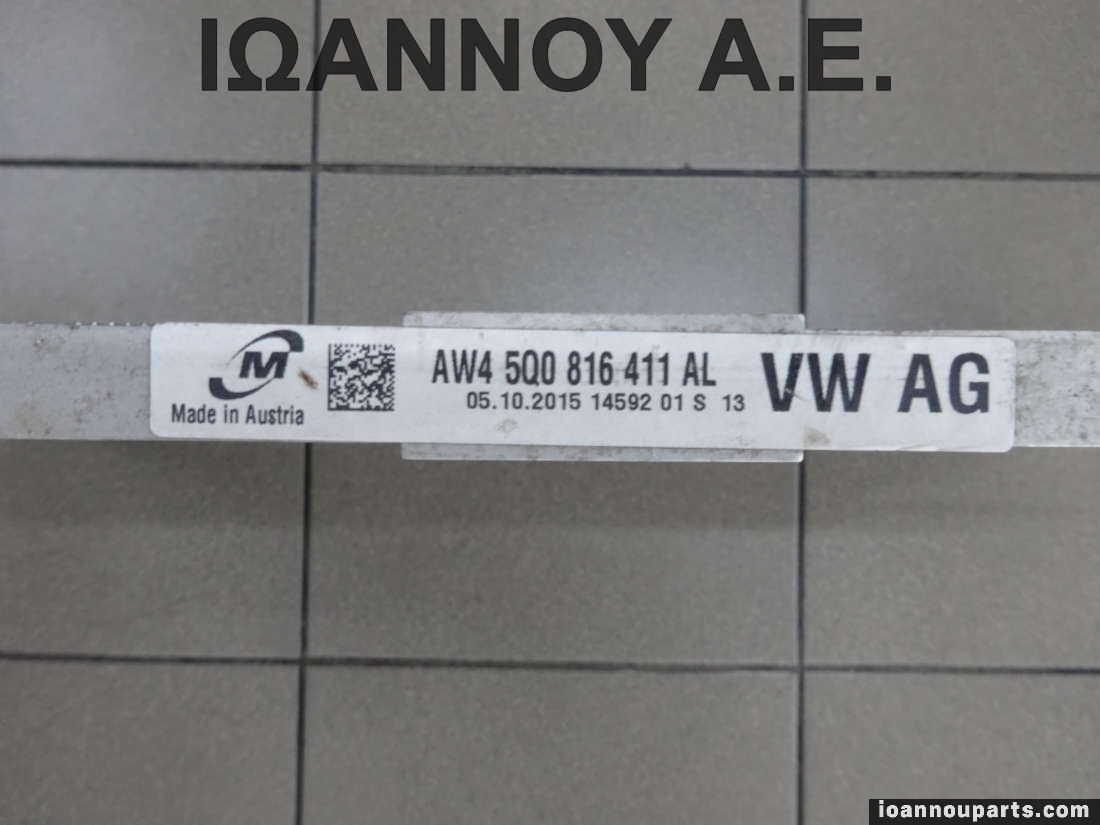 ΙΩΑΝΝΟΥ Α.Ε.
M
Made in Austria
AW4 5Q0 816 411 AL
05.10.2015 14592 01 S 13
VW AG
ioannouparts.com